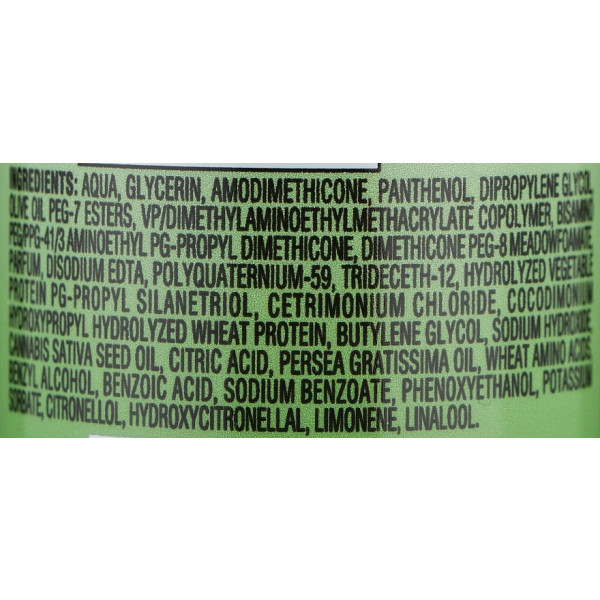 INGREDIENTS: AQUA, GLYCERIN, AMODIMETHICONE, PANTHENOL, DIPROPYLENE GLYCOL,
OLIVE OIL PEG-7 ESTERS, VP/DIMETHYLAMINOETHYLMETHACRYLATE COPOLYMER, BISAMINO
PEG/PPG-41/3 AMINOETHYL PG-PROPYL DIMETHICONE, DIMETHICONE PEG-8 MEADOWFOAMATE,
PARFUM, DISODIUM EDTA, POLYQUATERNIUM-59, TRIDECETH-12, HYDROLYZED VEGETABLE
PROTEIN PG-PROPYL SILANETRIOL, CETRIMONIUM CHLORIDE, COCODIMONIUM
HYDROXYPROPYL HYDROLYZED WHEAT PROTEIN, BUTYLENE GLYCOL, SODIUM HYDROXIDE,
CANNABIS SATIVA SEED OIL, CITRIC ACID, PERSEA GRATISSIMA OIL, WHEAT AMINO ACIDS,
BENZYL ALCOHOL, BENZOIC ACID, SODIUM BENZOATE, PHENOXYETHANOL, POTASSIUM
SORBATE, CITRONELLOL, HYDROXYCITRONELLAL, LIMONENE, LINALOOL.